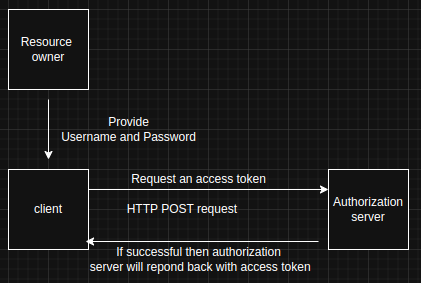 Resource
owner
Provide
Username and Password
Request an access token
client
HTTP POST request
Authorization
server
If successful then authorization
server will repond back with access token